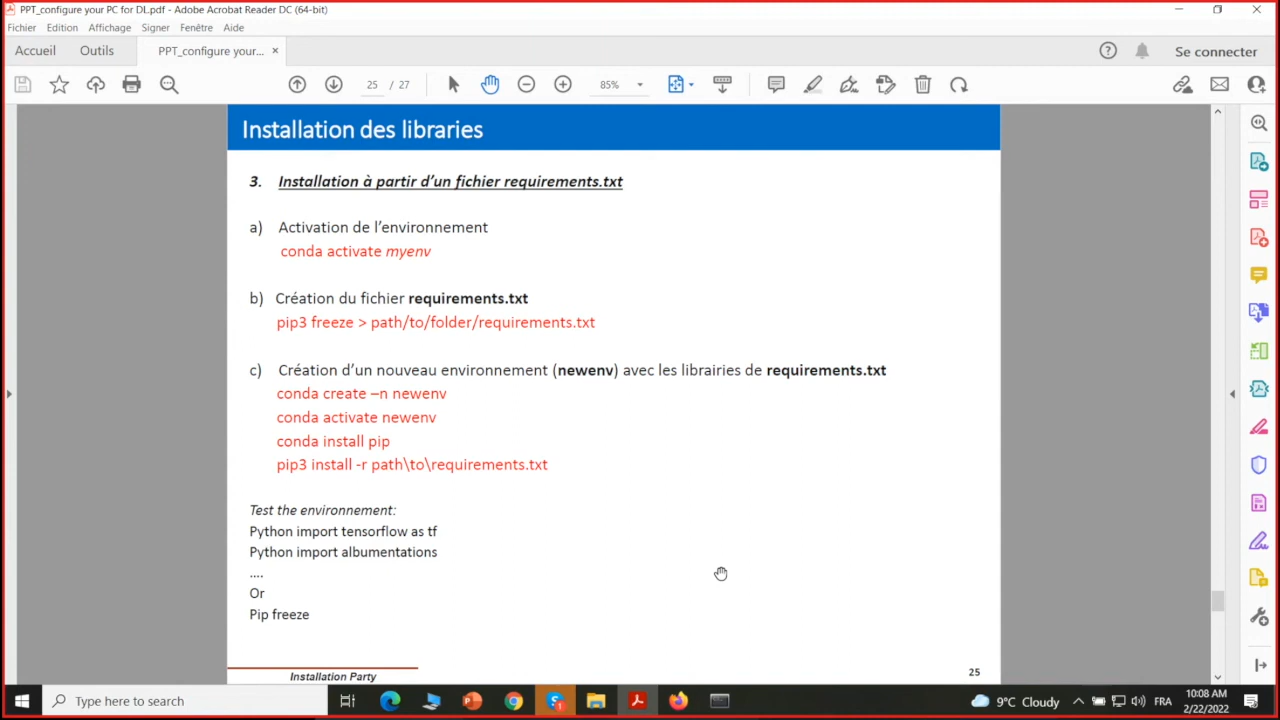 PPT_configure your PC for DL.pdf - Adobe Acrobat Reader DC (64-bit)
Fichier Edition Affichage Signer Fenêtre Aide
Accueil Outils PPT_configure your... × Se connecter
25 / 27 85%
Installation des libraries
3. Installation à partir d'un fichier requirements.txt
a) Activation de l'environnement
conda activate myenv
b) Création du fichier requirements.txt
pip3 freeze > path/to/folder/requirements.txt
c) Création d'un nouveau environnement (newenv) avec les librairies de requirements.txt
conda create –n newenv
conda activate newenv
conda install pip
pip3 install -r path\to\requirements.txt
Test the environnement:
Python import tensorflow as tf
Python import albumentations
....
Or
Pip freeze
Installation Party
25
Type here to search
9°C Cloudy
FRA
10:08 AM
2/22/2022